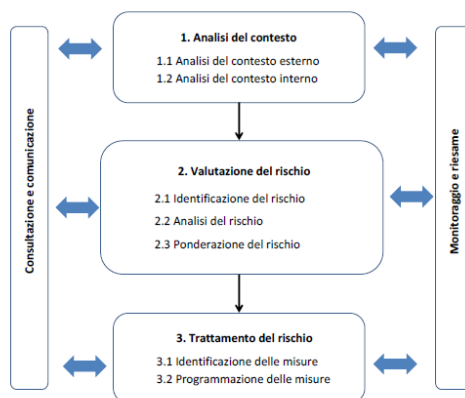 1. Analisi del contesto
1.1 Analisi del contesto esterno
1.2 Analisi del contesto interno
Consultazione e comunicazione
2. Valutazione del rischio
2.1 Identificazione del rischio
2.2 Analisi del rischio
2.3 Ponderazione del rischio
Monitoraggio e riesame
3. Trattamento del rischio
3.1 Identificazione delle misure
3.2 Programmazione delle misure